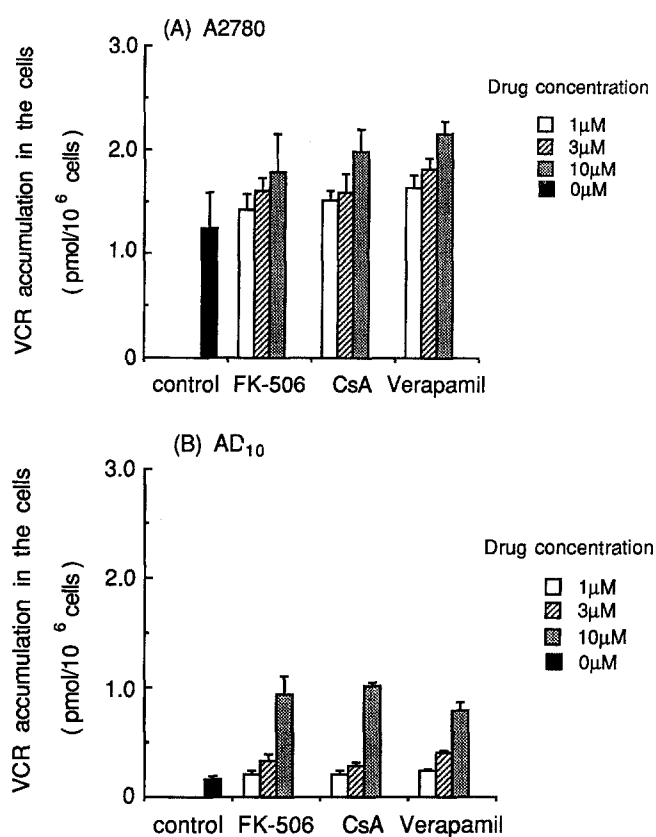 (A) A2780
VCR accumulation in the cells
(pmol/10 6 cells)
3.0
2.0
1.0
0
control FK-506 CsA Verapamil
Drug concentration
1μM
3μM
10μM
0μM
(B) AD10
VCR accumulation in the cells
(pmol/10 6 cells)
3.0
2.0
1.0
0
control FK-506 CsA Verapamil
Drug concentration
1μM
3μM
10μM
0μM